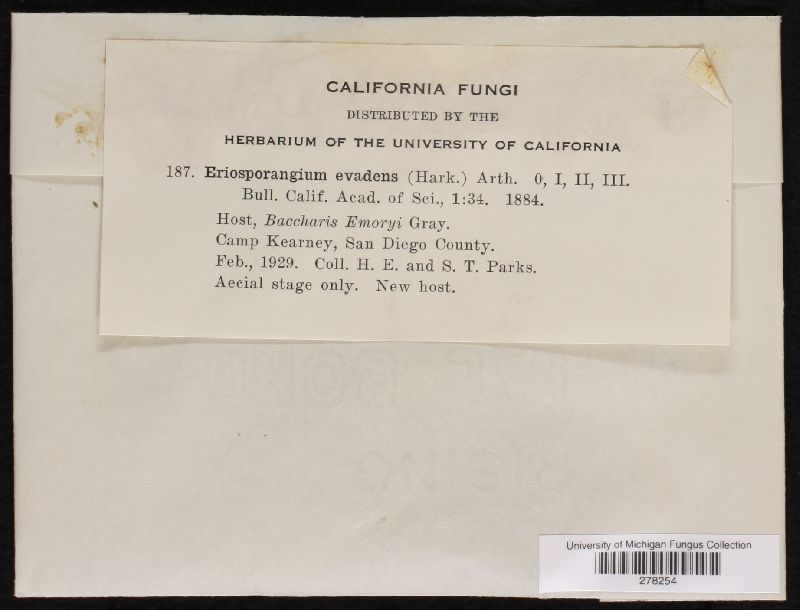 CALIFORNIA FUNGI
DISTRIBUTED BY THE
HERBARIUM OF THE UNIVERSITY OF CALIFORNIA
187. Eriosporangium evadens (Hark.) Arth. 0, I, II, III.
Bull. Calif. Acad. of Sci., 1:34. 1884.
Host, Baccharis Emoryi Gray.
Camp Kearney, San Diego County.
Feb., 1929. Coll. H. E. and S. T. Parks.
Aecial stage only. New host.
University of Michigan Fungus Collection
278254